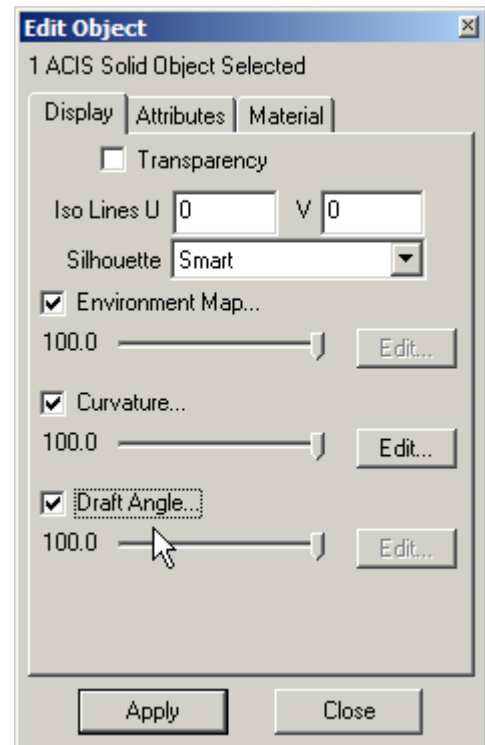 Edit Object
1 ACIS Solid Object Selected
Display Attributes Material
Transparency
Iso Lines U 0 V 0
Silhouette Smart
Environment Map...
100.0 Edit...
Curvature...
100.0 Edit...
Draft Angle...
100.0 Edit...
Apply Close